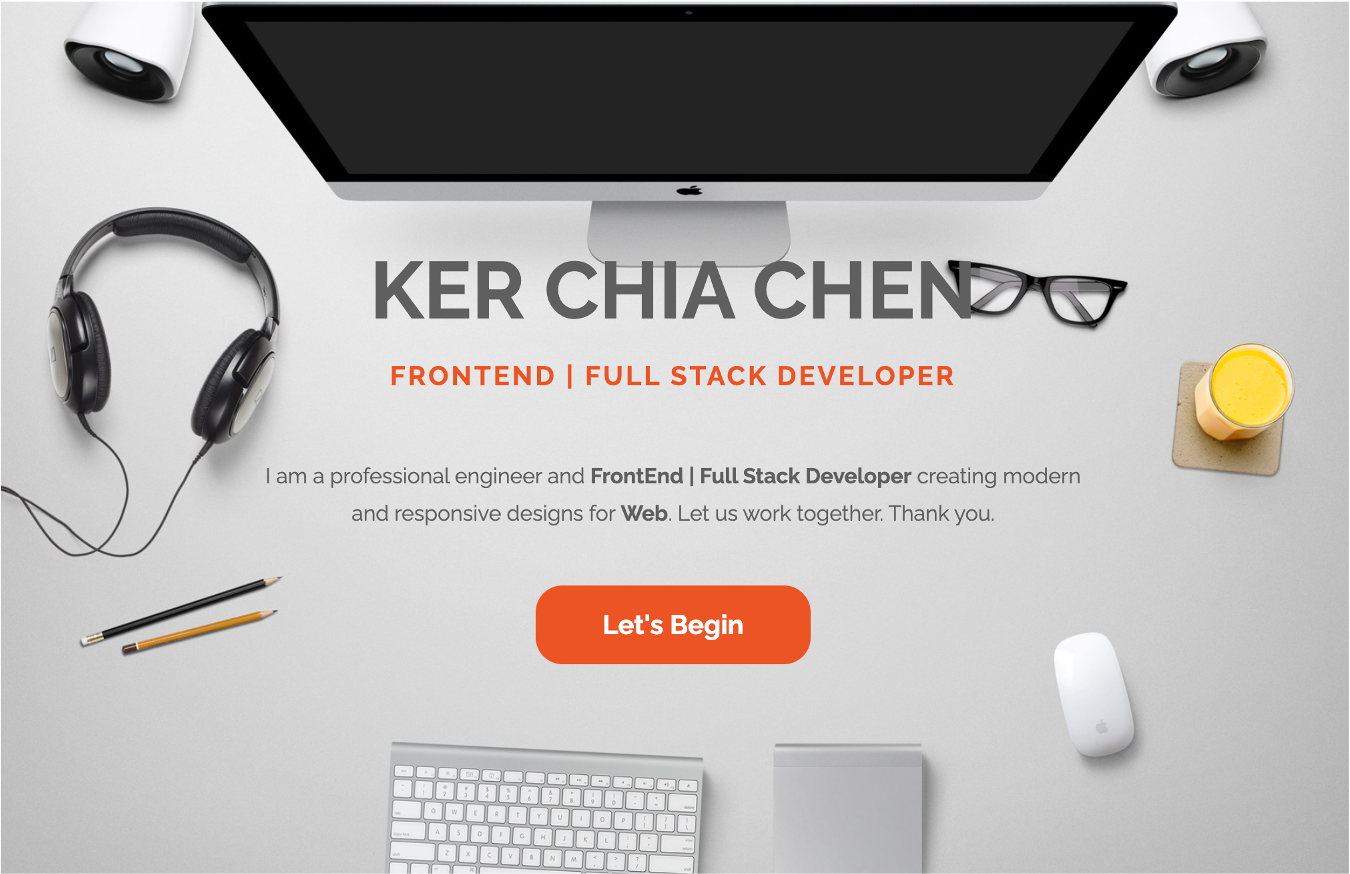 KER CHIA CHEN
FRONTEND | FULL STACK DEVELOPER
I am a professional engineer and FrontEnd | Full Stack Developer creating modern
and responsive designs for Web. Let us work together. Thank you.
Let's Begin
Q W E R T Y U I O P
A S D F G H J K L
Z X C V B N M